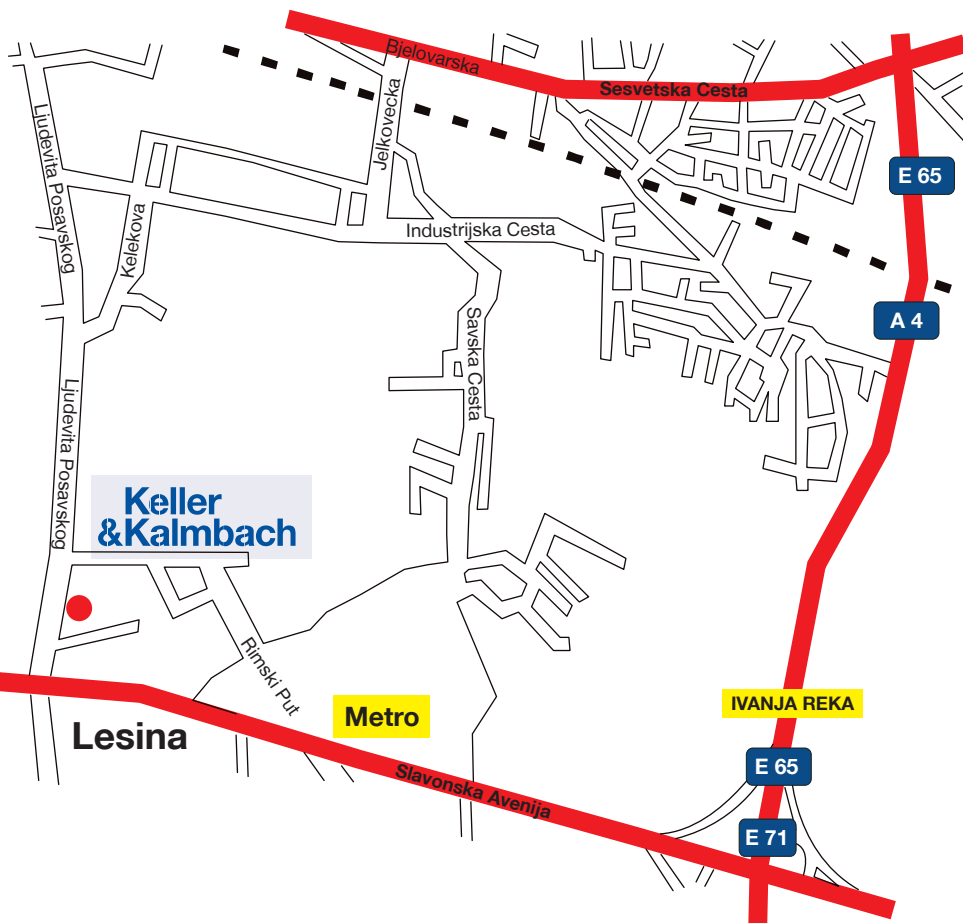 Bjelovarska
Sesvetska Cesta
Ljudevita Posavskog
Jelkovecka
E 65
Kelekova
Industrijska Cesta
A 4
Savska Cesta
Ljudevita Posavskog
Keller
&Kalmbach
Rimski Put
Metro
IVANJA REKA
Lesina
Slavonska Avenija
E 65
E 71